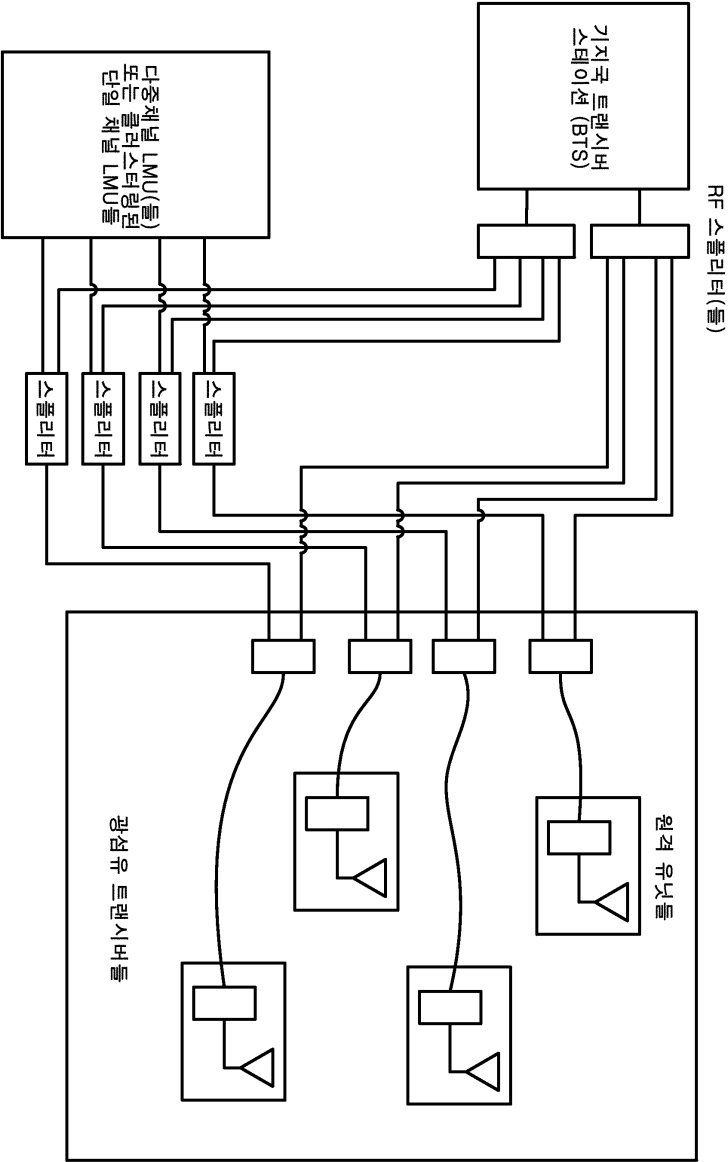 RF 스플리터(들)
기지국 트랜시버
스테이션 (BTS)
다중채널 LMU(들)
또는 클러스터링된
단일 채널 LMU들
스플리터
스플리터
스플리터
스플리터
원격 유닛들
광섬유 트랜시버들